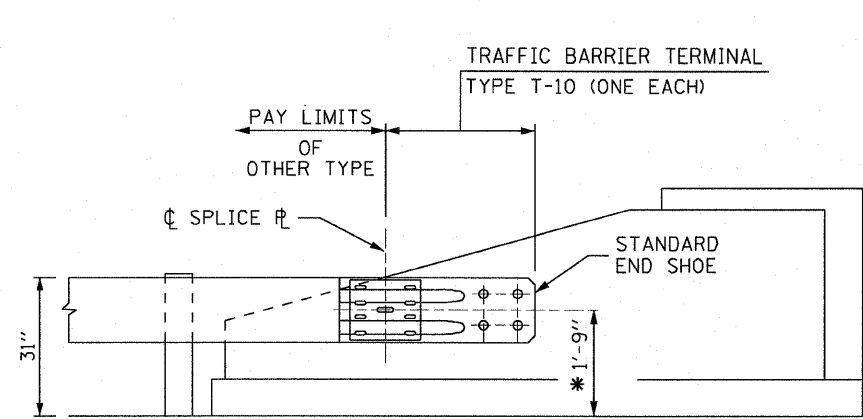 TRAFFIC BARRIER TERMINAL
TYPE T-10 (ONE EACH)
PAY LIMITS
OF
OTHER TYPE
℄ SPLICE ⅊
STANDARD
END SHOE
31"
*1'-9"